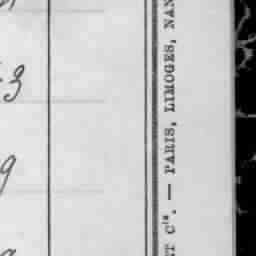 3
9
ET Cie. — PARIS, LIMOGES, NAN